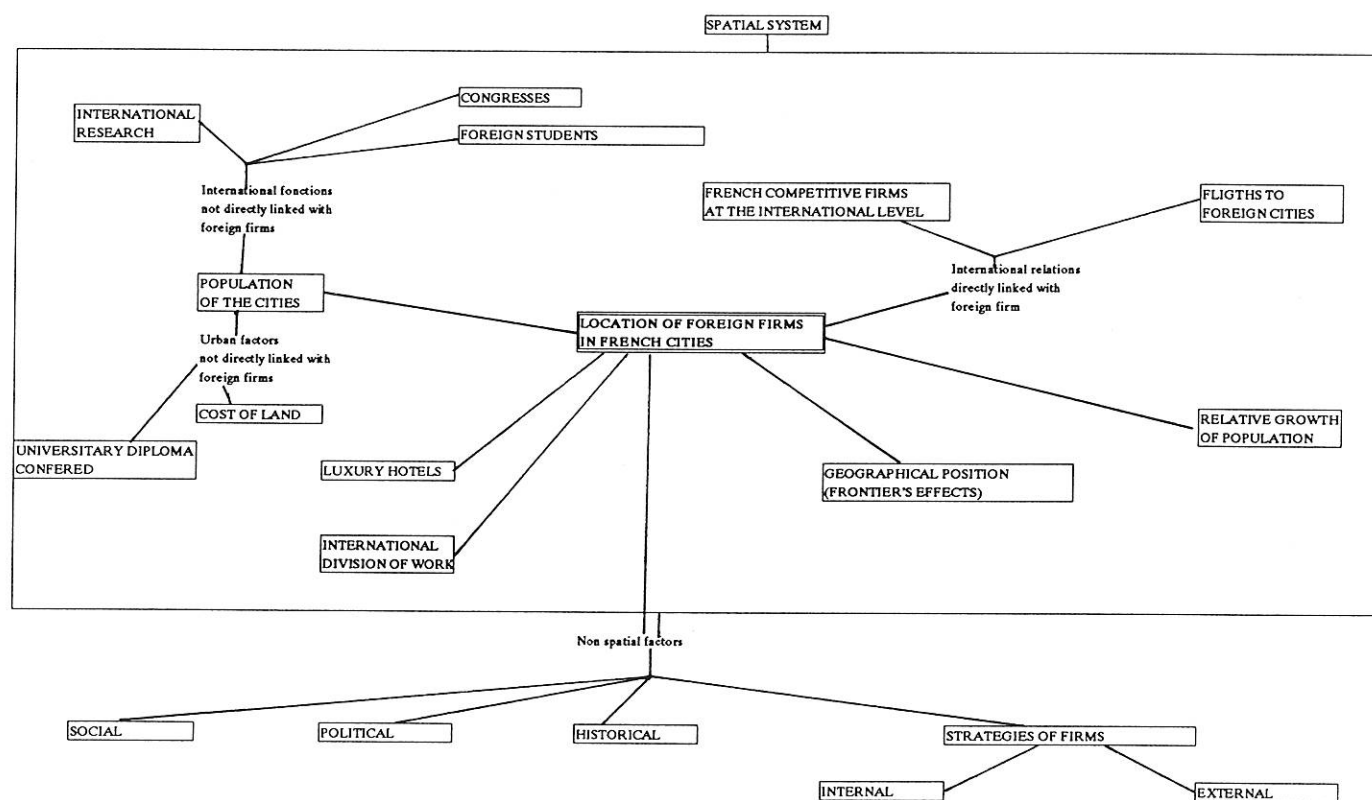 SPATIAL SYSTEM
CONGRESSES
INTERNATIONAL
RESEARCH
FOREIGN STUDENTS
International fonctions
not directly linked with
foreign firms
FRENCH COMPETITIVE FIRMS
AT THE INTERNATIONAL LEVEL
FLIGTHS TO
FOREIGN CITIES
International relations
directly linked with
foreign firm
POPULATION
OF THE CITIES
LOCATION OF FOREIGN FIRMS
IN FRENCH CITIES
Urban factors
not directly linked with
foreign firms
COST OF LAND
UNIVERSITARY DIPLOMA
CONFERED
LUXURY HOTELS
GEOGRAPHICAL POSITION
(FRONTIER'S EFFECTS)
RELATIVE GROWTH
OF POPULATION
INTERNATIONAL
DIVISION OF WORK
Non spatial factors
SOCIAL
POLITICAL
HISTORICAL
STRATEGIES OF FIRMS
INTERNAL
EXTERNAL